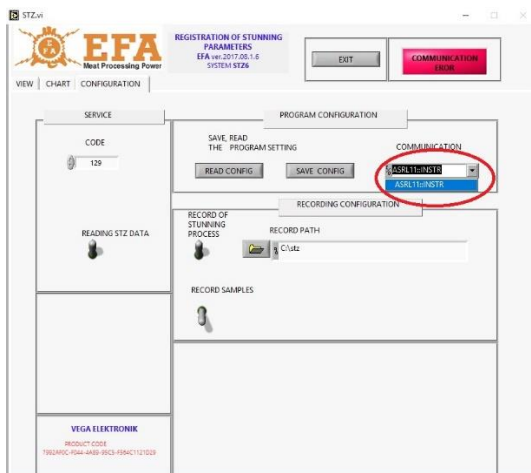 STZ.vi
EFA
Meat Processing Power
REGISTRATION OF STUNNING
PARAMETERS
EFA ver.2017.08.1.6
SYSTEM STZ6
EXIT
COMMUNICATION
EROR
VIEW
CHART
CONFIGURATION
SERVICE
CODE
129
READING STZ DATA
PROGRAM CONFIGURATION
SAVE, READ
THE PROGRAM SETTING
READ CONFIG
SAVE CONFIG
COMMUNICATION
ASRL11::INSTR
ASRL11::INSTR
RECORDING CONFIGURATION
RECORD OF
STUNNING
PROCESS
RECORD PATH
C:\stz
RECORD SAMPLES
VEGA ELEKTRONIK
PRODUCT CODE